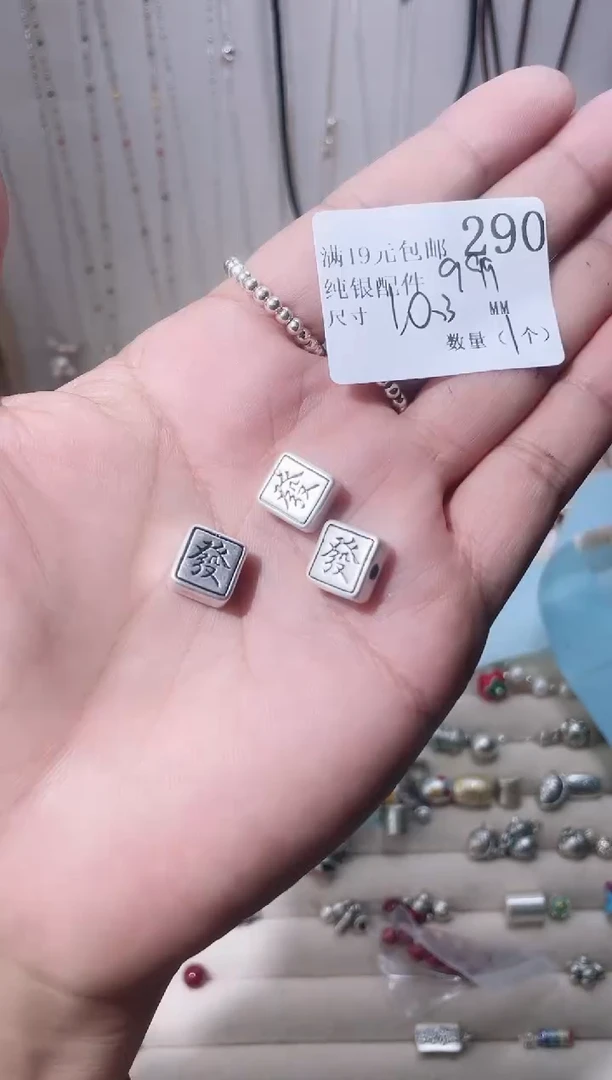 290
满19元包邮
纯银配件 999
尺寸 10.3 MM
数量（1个）
發
發
發